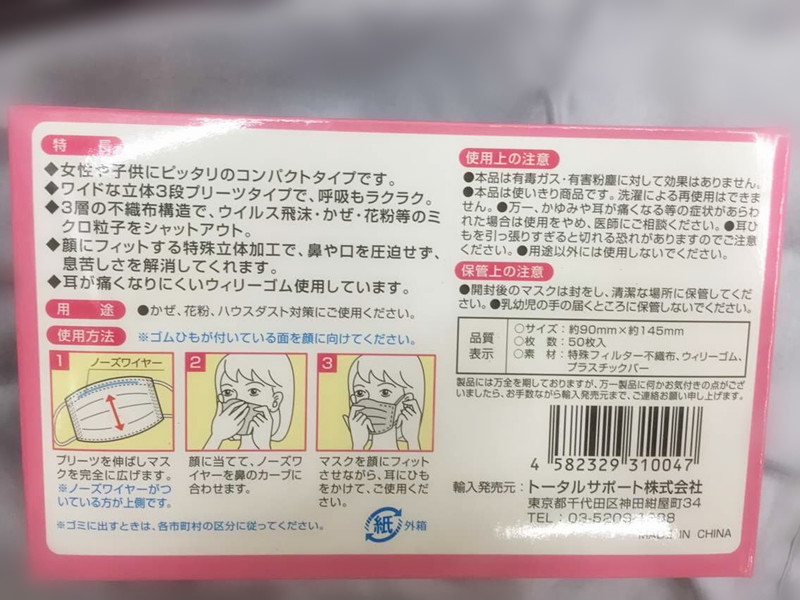 特 長
◆女性や子供にピッタリのコンパクトタイプです。
◆ワイドな立体3段プリーツタイプで、呼吸もラクラク。
◆3層の不織布構造で、ウイルス飛沫・かぜ・花粉等のミ
クロ粒子をシャットアウト。
◆顔にフィットする特殊立体加工で、鼻や口を圧迫せず、
息苦しさを解消してくれます。
◆耳が痛くなりにくいウィリーゴム使用しています。
用 途
●かぜ、花粉、ハウスダスト対策にご使用ください。
使用方法
※ゴムひもが付いている面を顔に向けてください。
1
ノーズワイヤー
プリーツを伸ばしマス
クを完全に広げます。
※ノーズワイヤーがつ
いている方が上側です。
2
顔に当てて、ノーズワ
イヤーを鼻のカーブに
合わせます。
3
マスクを顔にフィット
させながら、耳にひも
をかけて、ご使用くだ
さい。
※ゴミに出すときは、各市町村の区分に従ってください。
紙 外箱
使用上の注意
●本品は有毒ガス・有害粉塵に対して効果はありません。
●本品は使いきり商品です。洗濯による再使用はできま
せん。●万一、かゆみや耳が痛くなる等の症状があらわ
れた場合は使用をやめ、医師にご相談ください。●耳ひ
もを引っ張りすぎると切れる恐れがありますのでご注意
ください。●用途以外には使用しないでください。
保管上の注意
●開封後のマスクは封をし、清潔な場所に保管してくだ
さい。●乳幼児の手の届くところに保管しないでください。
品質
表示
○サイズ:約90mm×約145mm
○枚 数:50枚入
○素 材:特殊フィルター不織布、ウィリーゴム、
プラスチックバー
製品には万全を期しておりますが、万一製品に何かお気付きの点がござ
いましたら、お手数ながら輸入発売元まで、ご連絡お願い申し上げます。
4 582329 310047
輸入発売元:トータルサポート株式会社
東京都千代田区神田紺屋町34
TEL:03-5209-
MADE IN CHINA